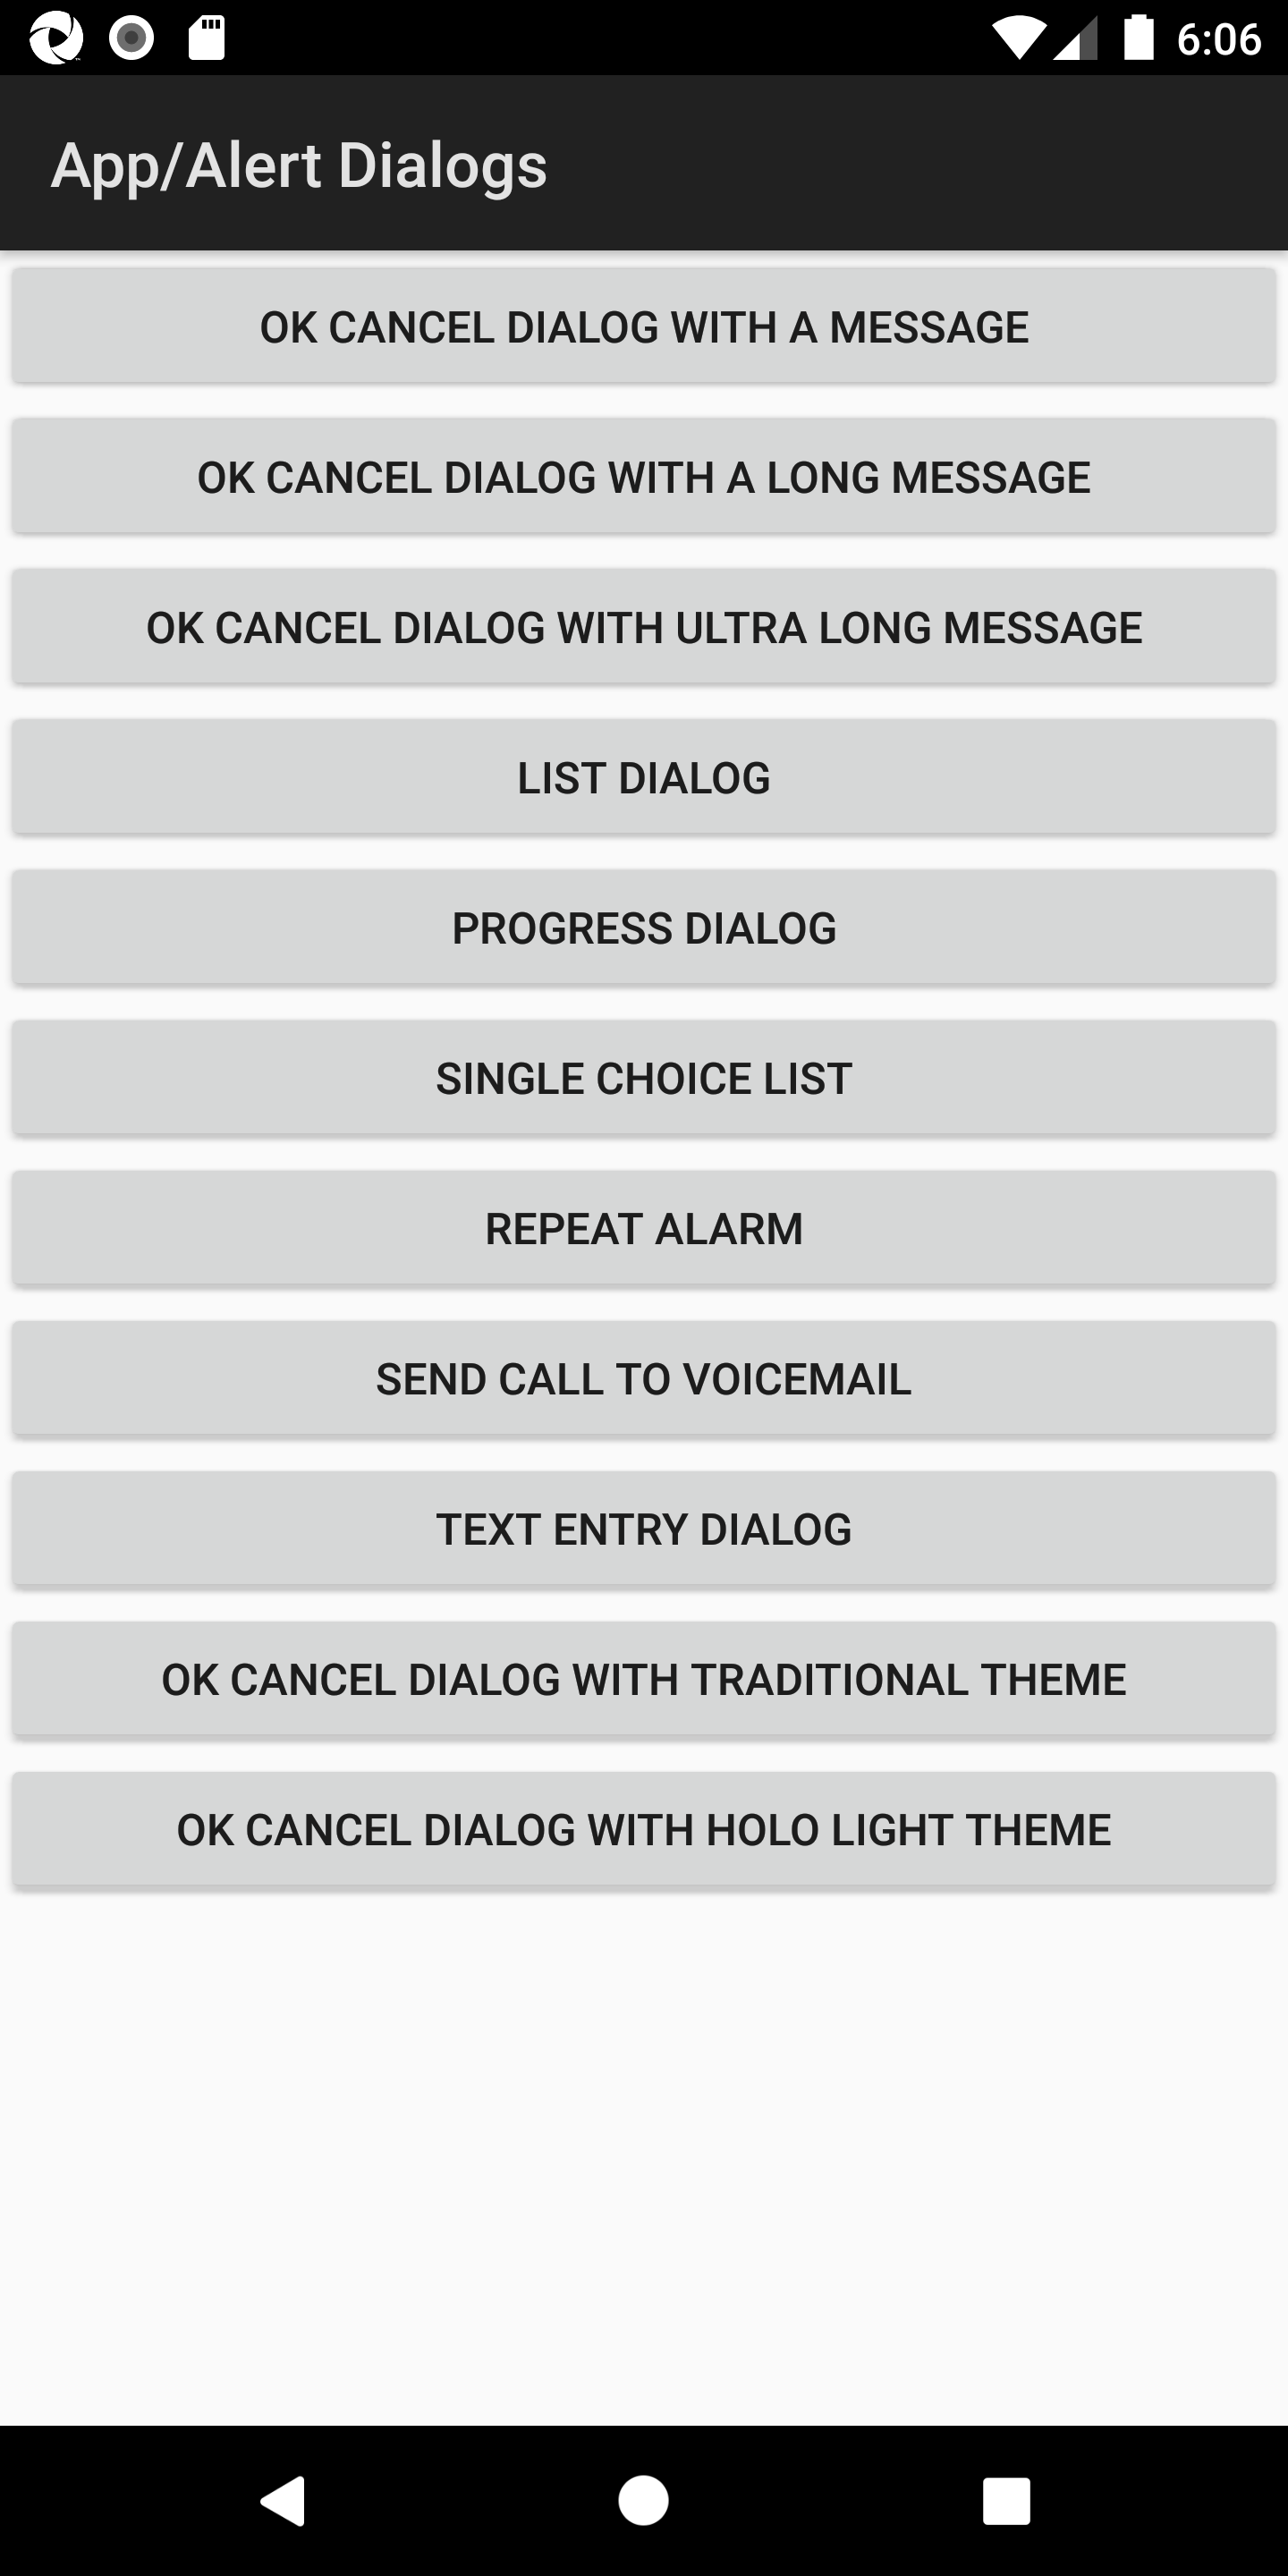 6:06
App/Alert Dialogs
OK CANCEL DIALOG WITH A MESSAGE
OK CANCEL DIALOG WITH A LONG MESSAGE
OK CANCEL DIALOG WITH ULTRA LONG MESSAGE
LIST DIALOG
PROGRESS DIALOG
SINGLE CHOICE LIST
REPEAT ALARM
SEND CALL TO VOICEMAIL
TEXT ENTRY DIALOG
OK CANCEL DIALOG WITH TRADITIONAL THEME
OK CANCEL DIALOG WITH HOLO LIGHT THEME